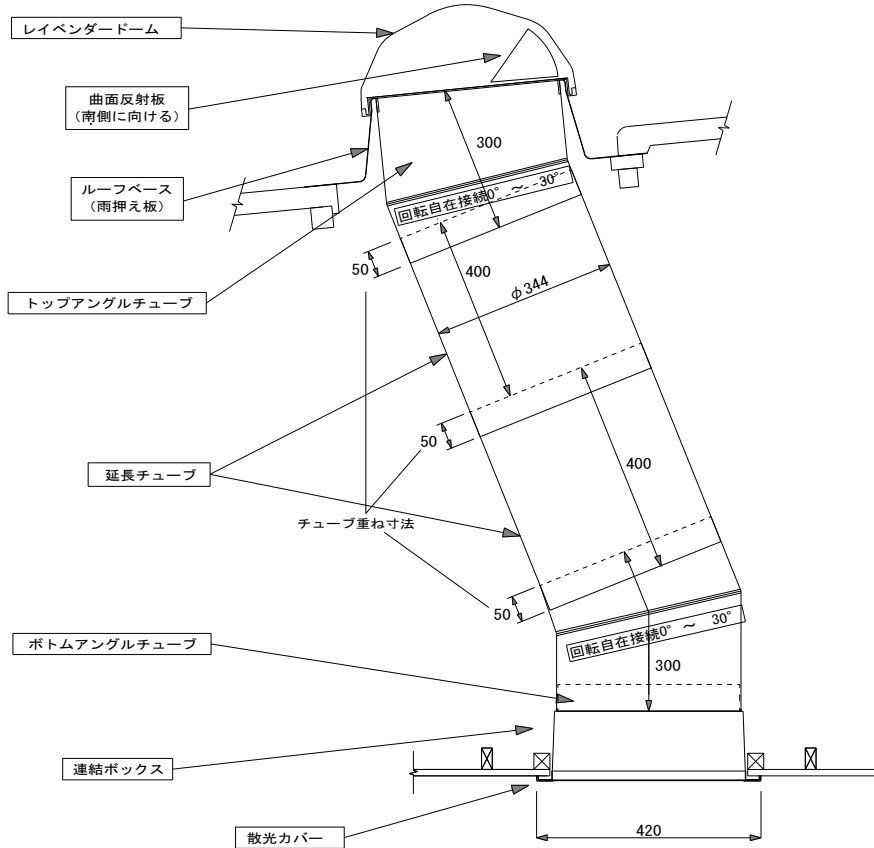 レイベンダードーム
曲面反射板
（南側に向ける）
300
ルーフベース
（雨押え板）
回転自在接続0° ～ 30°
50
400
トップアングルチューブ
φ344
50
延長チューブ
400
チューブ重ね寸法
50
ボトムアングルチューブ
回転自在接続0° ～ 30°
300
連結ボックス
散光カバー
420